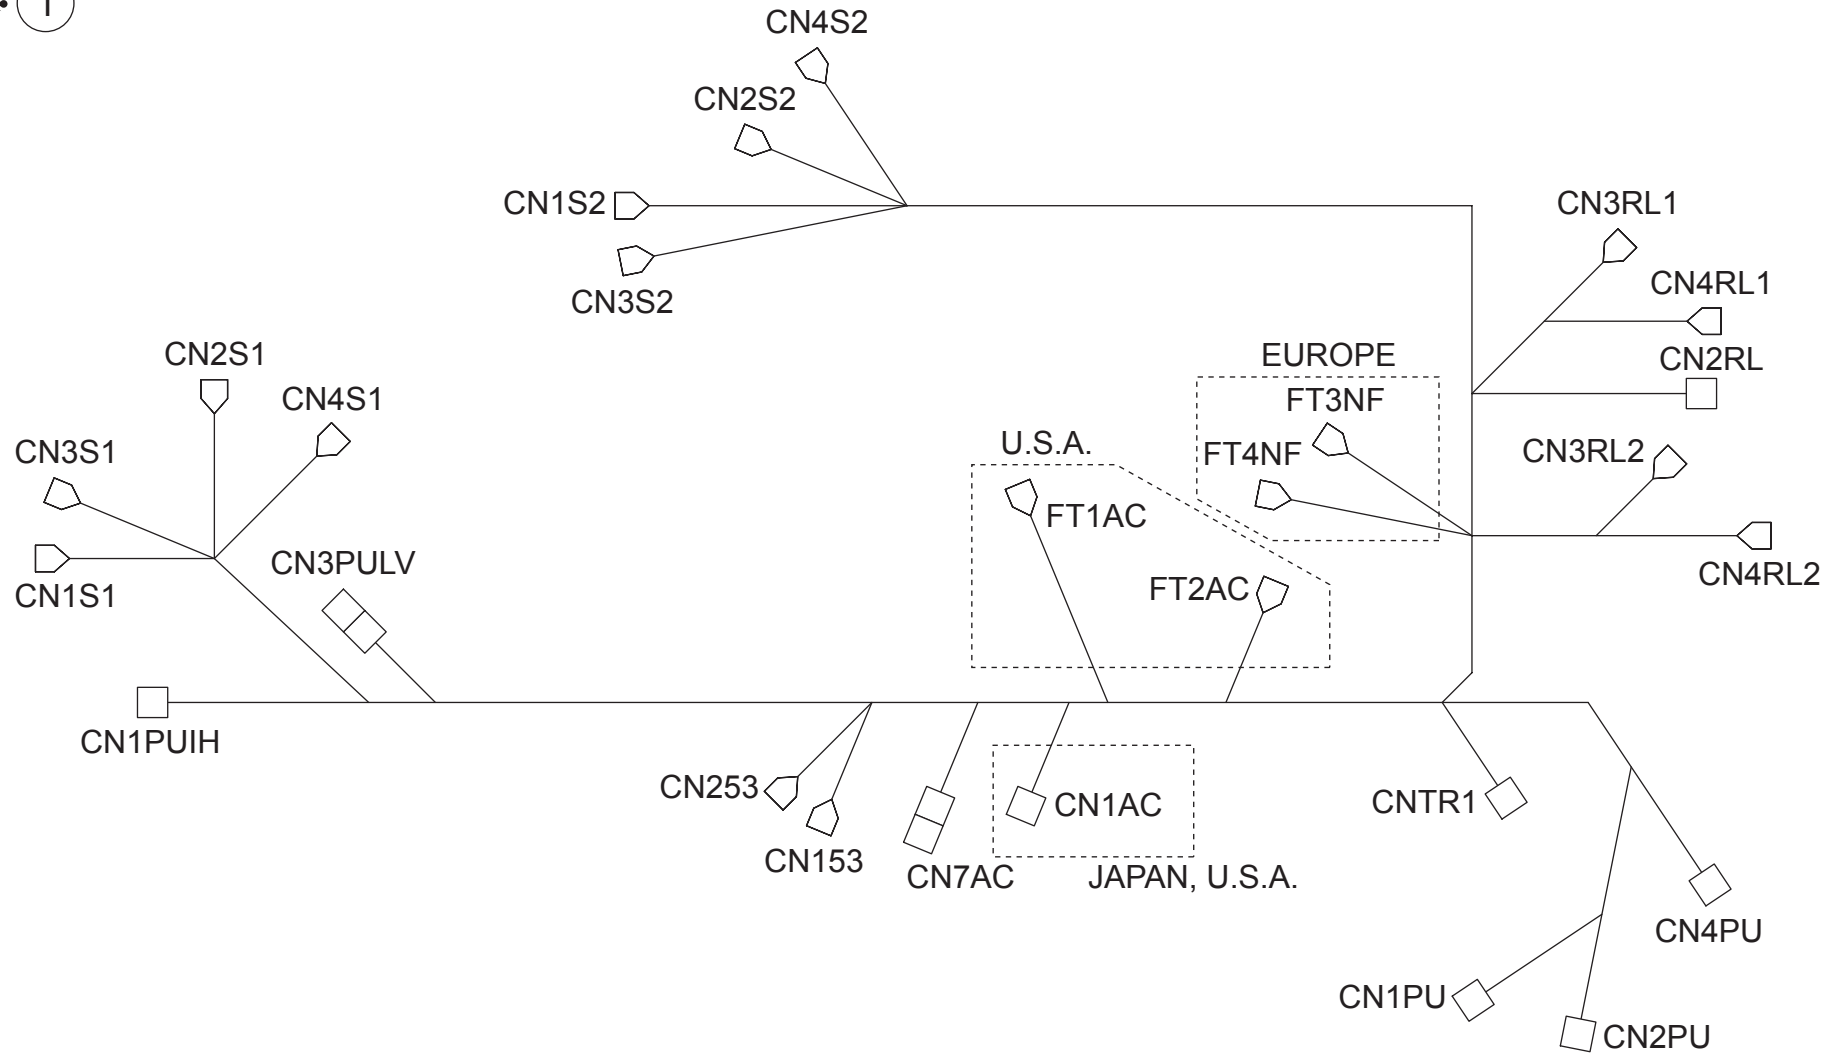 1
CN4S2
CN2S2
CN1S2
CN3S2
CN3RL1
CN4RL1
CN2RL
EUROPE
FT3NF
FT4NF
CN2S1
CN4S1
CN3S1
CN1S1
CN3PULV
U.S.A.
FT1AC
FT2AC
CN3RL2
CN4RL2
CN1PUIH
CN253
CN153
CN7AC
CN1AC
JAPAN, U.S.A.
CNTR1
CN4PU
CN1PU
CN2PU